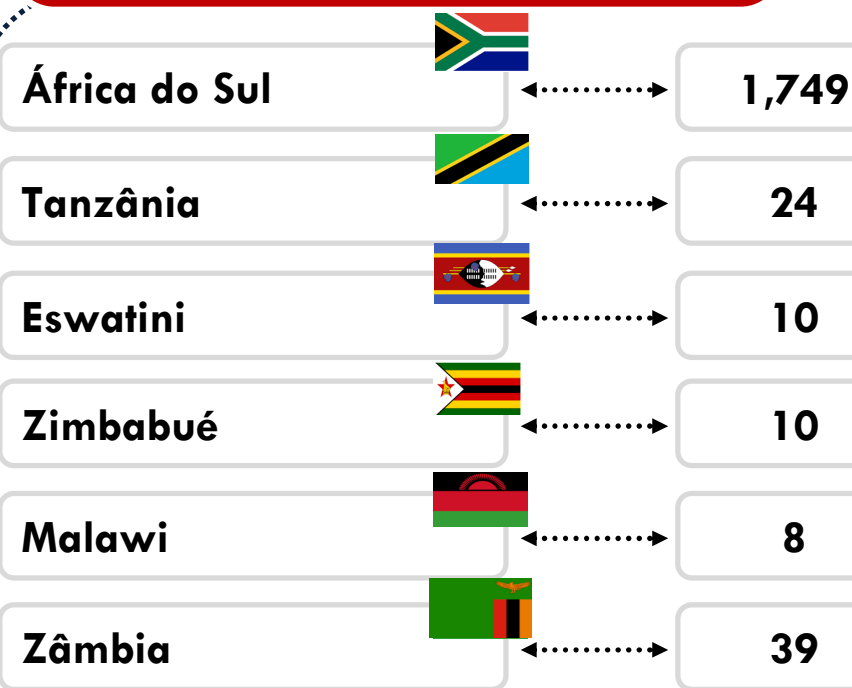 África do Sul 1,749
Tanzânia 24
Eswatini 10
Zimbabué 10
Malawi 8
Zâmbia 39